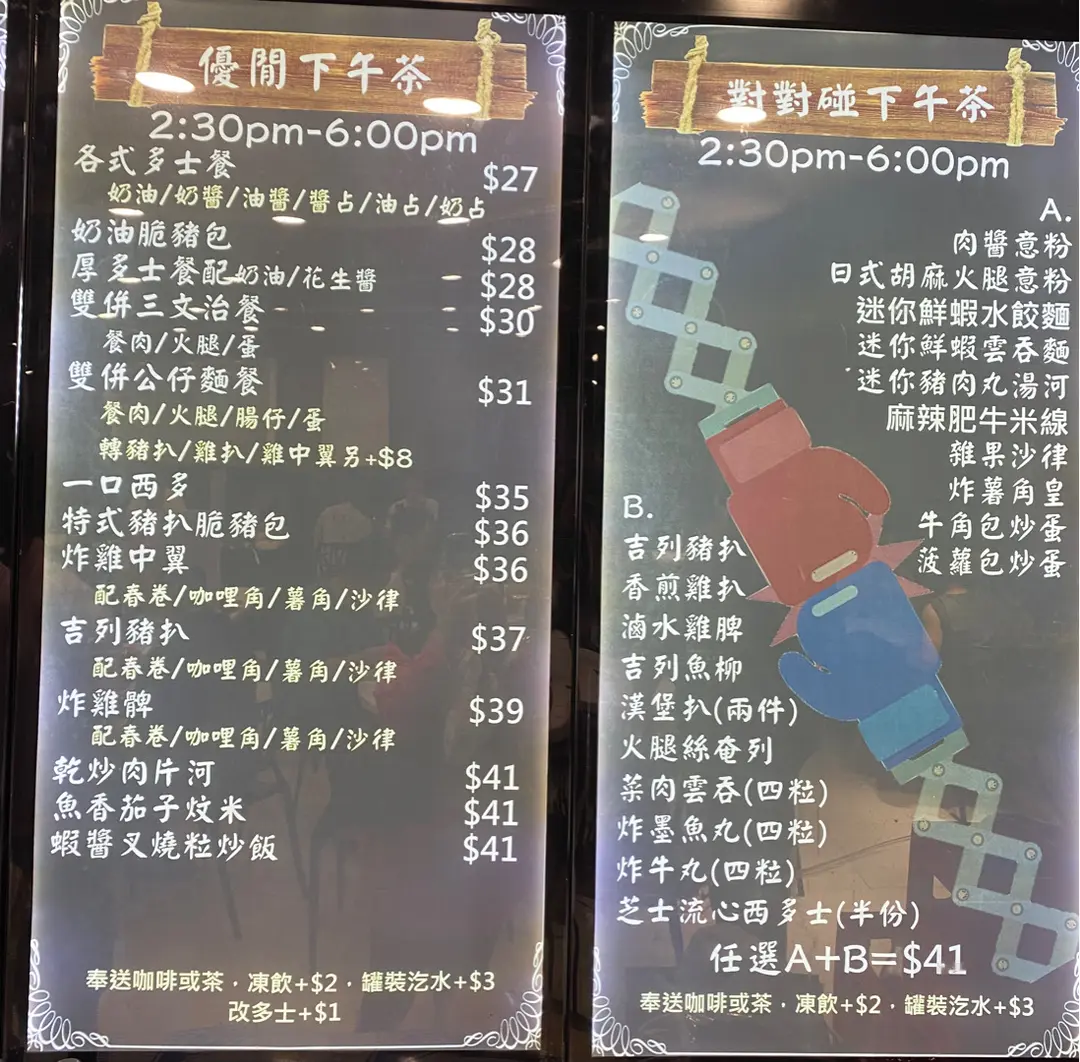 優閒下午茶
2:30pm-6:00pm
各式多士餐 $27
奶油/奶醬/油醬/醬占/油占/奶占
奶油脆豬包 $28
厚多士餐配奶油/花生醬 $28
雙併三文治餐 $30
餐肉/火腿/蛋
雙併公仔麵餐 $31
餐肉/火腿/腸仔/蛋
轉豬扒/雞扒/雞中翼另+$8
一口西多 $35
特式豬扒脆豬包 $36
炸雞中翼 $36
配春卷/咖哩角/薯角/沙律
吉列豬扒 $37
配春卷/咖哩角/薯角/沙律
炸雞髀 $39
配春卷/咖哩角/薯角/沙律
乾炒肉片河 $41
魚香茄子炆米 $41
蝦醬叉燒粒炒飯 $41
奉送咖啡或茶，凍飲+$2，罐裝汔水+$3
改多士+$1
對對碰下午茶
2:30pm-6:00pm
A.
肉醬意粉
日式胡麻火腿意粉
迷你鮮蝦水餃麵
迷你鮮蝦雲吞麵
迷你豬肉丸湯河
麻辣肥牛米線
雜果沙律
炸薯角皇
牛角包炒蛋
菠蘿包炒蛋
B.
吉列豬扒
香煎雞扒
滷水雞脾
吉列魚柳
漢堡扒(兩件)
火腿絲奄列
菜肉雲吞(四粒)
炸墨魚丸(四粒)
炸牛丸(四粒)
芝士流心西多士(半份)
任選A+B=$41
奉送咖啡或茶，凍飲+$2，罐裝汔水+$3